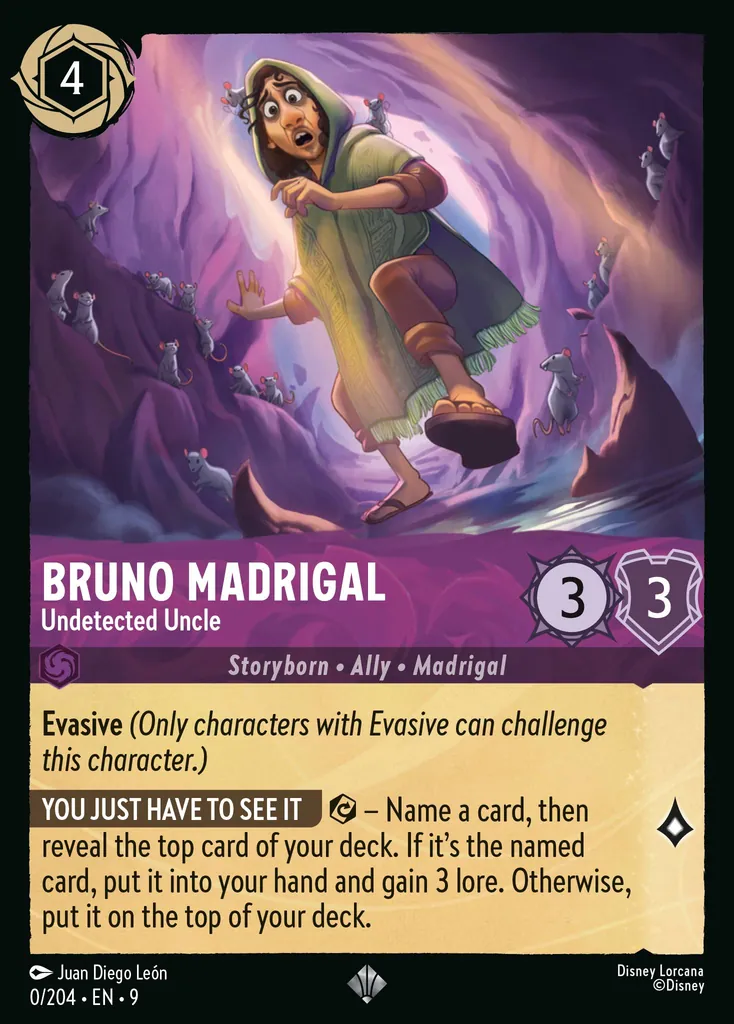 4
BRUNO MADRIGAL
Undetected Uncle
3
3
Storyborn • Ally • Madrigal
Evasive (Only characters with Evasive can challenge
this character.)
YOU JUST HAVE TO SEE IT – Name a card, then
reveal the top card of your deck. If it's the named
card, put it into your hand and gain 3 lore. Otherwise,
put it on the top of your deck.
Juan Diego León
0/204 • EN • 9
Disney Lorcana
©Disney